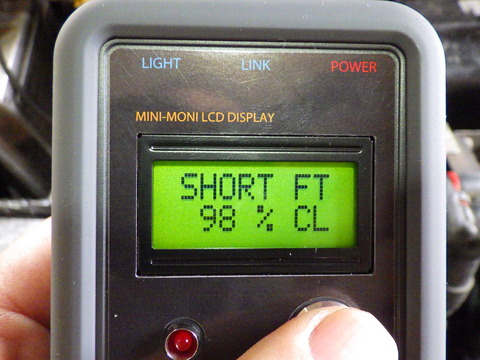 LIGHT LINK POWER
MINI-MONI LCD DISPLAY
SHORT FT
98 % CL